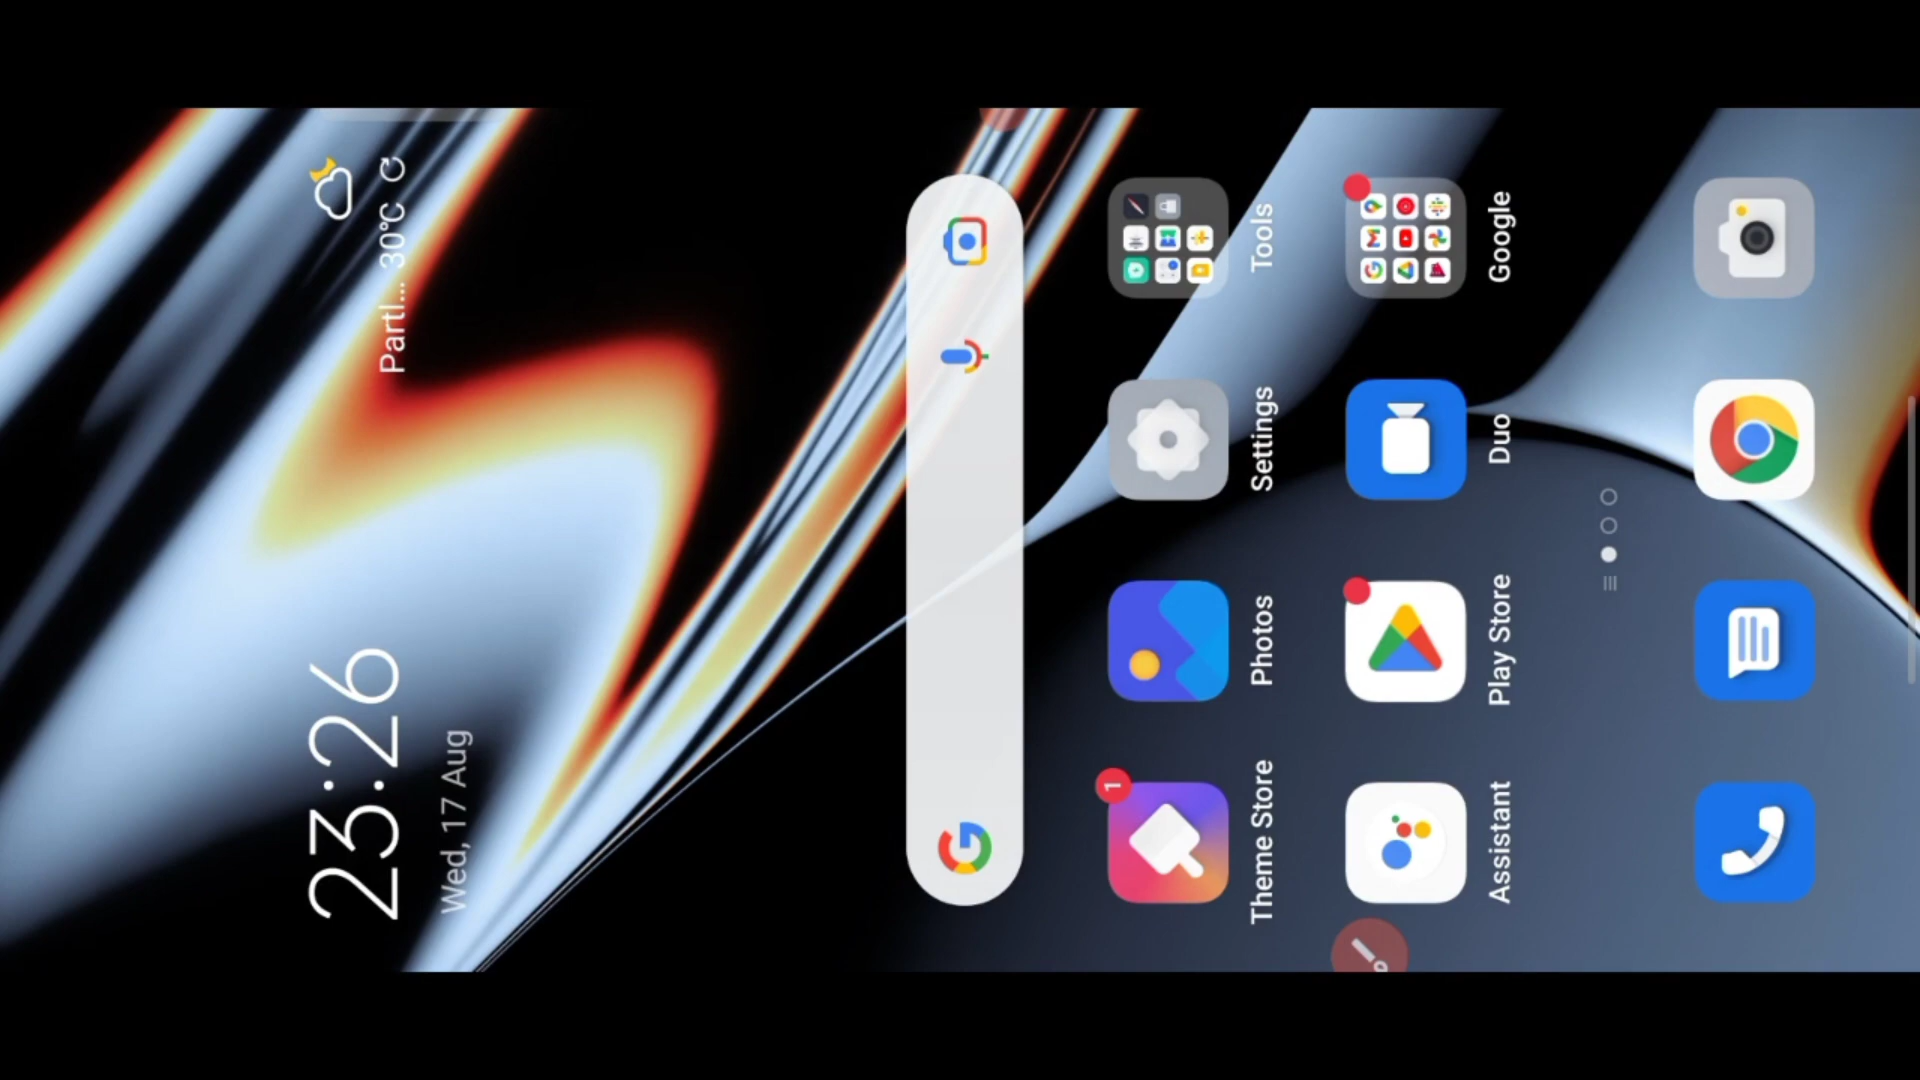 23:26
Wed, 17 Aug
Partl... 30°C
Theme Store
1
Photos
Settings
Tools
Assistant
Play Store
Duo
Google